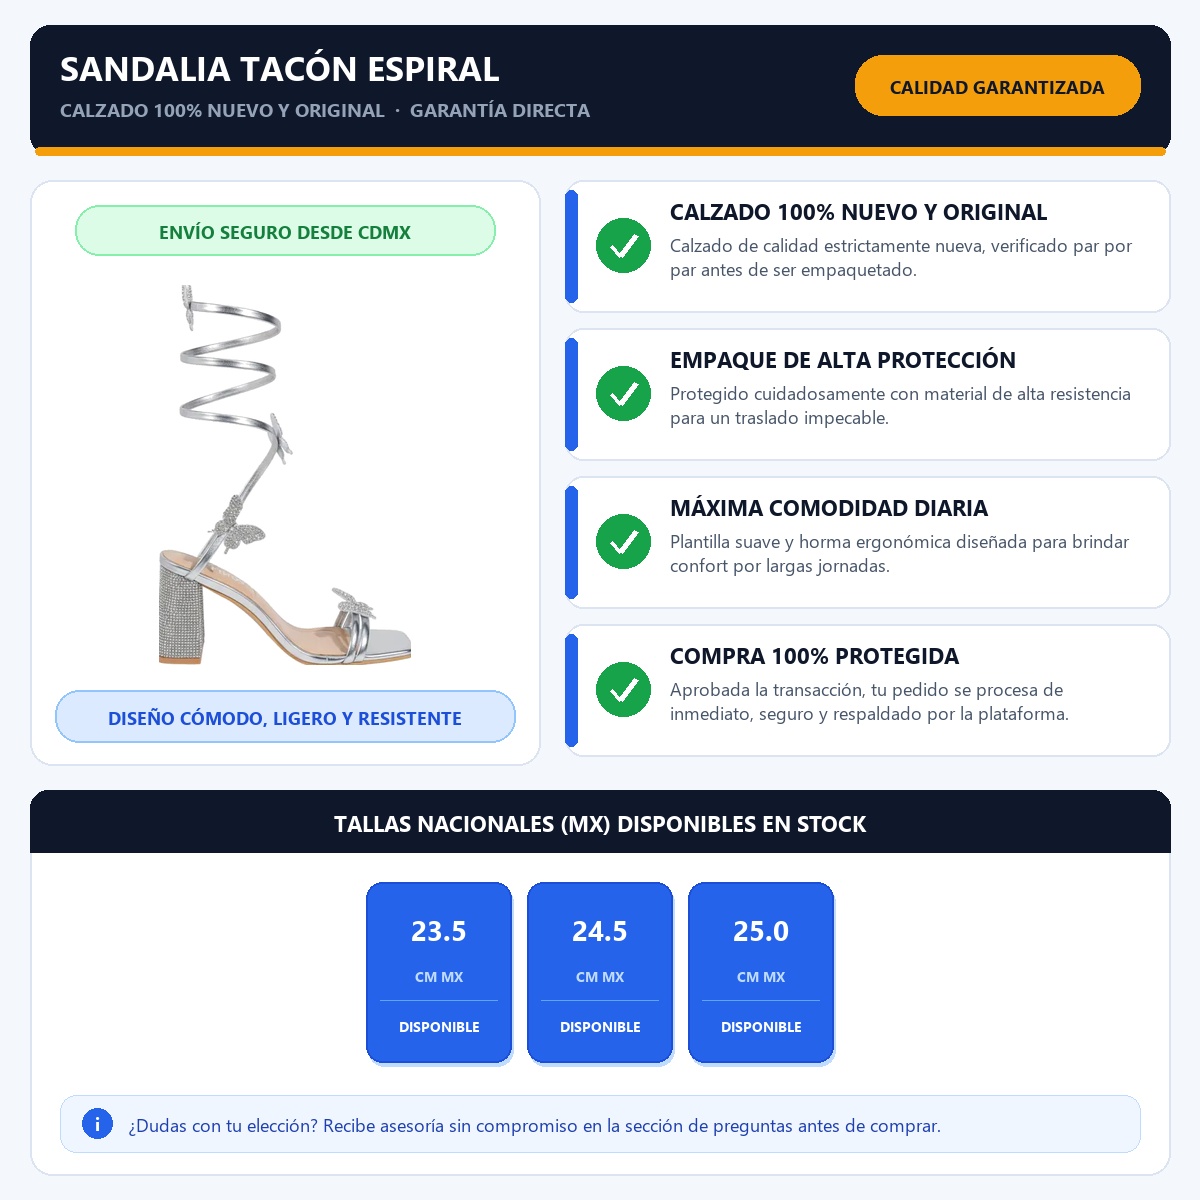 SANDALIA TACÓN ESPIRAL
CALZADO 100% NUEVO Y ORIGINAL · GARANTÍA DIRECTA
CALIDAD GARANTIZADA
ENVÍO SEGURO DESDE CDMX
DISEÑO CÓMODO, LIGERO Y RESISTENTE
CALZADO 100% NUEVO Y ORIGINAL
Calzado de calidad estrictamente nueva, verificado par por
par antes de ser empaquetado.
EMPAQUE DE ALTA PROTECCIÓN
Protegido cuidadosamente con material de alta resistencia
para un traslado impecable.
MÁXIMA COMODIDAD DIARIA
Plantilla suave y horma ergonómica diseñada para brindar
confort por largas jornadas.
COMPRA 100% PROTEGIDA
Aprobada la transacción, tu pedido se procesa de
inmediato, seguro y respaldado por la plataforma.
TALLAS NACIONALES (MX) DISPONIBLES EN STOCK
23.5
CM MX
DISPONIBLE
24.5
CM MX
DISPONIBLE
25.0
CM MX
DISPONIBLE
¿Dudas con tu elección? Recibe asesoría sin compromiso en la sección de preguntas antes de comprar.